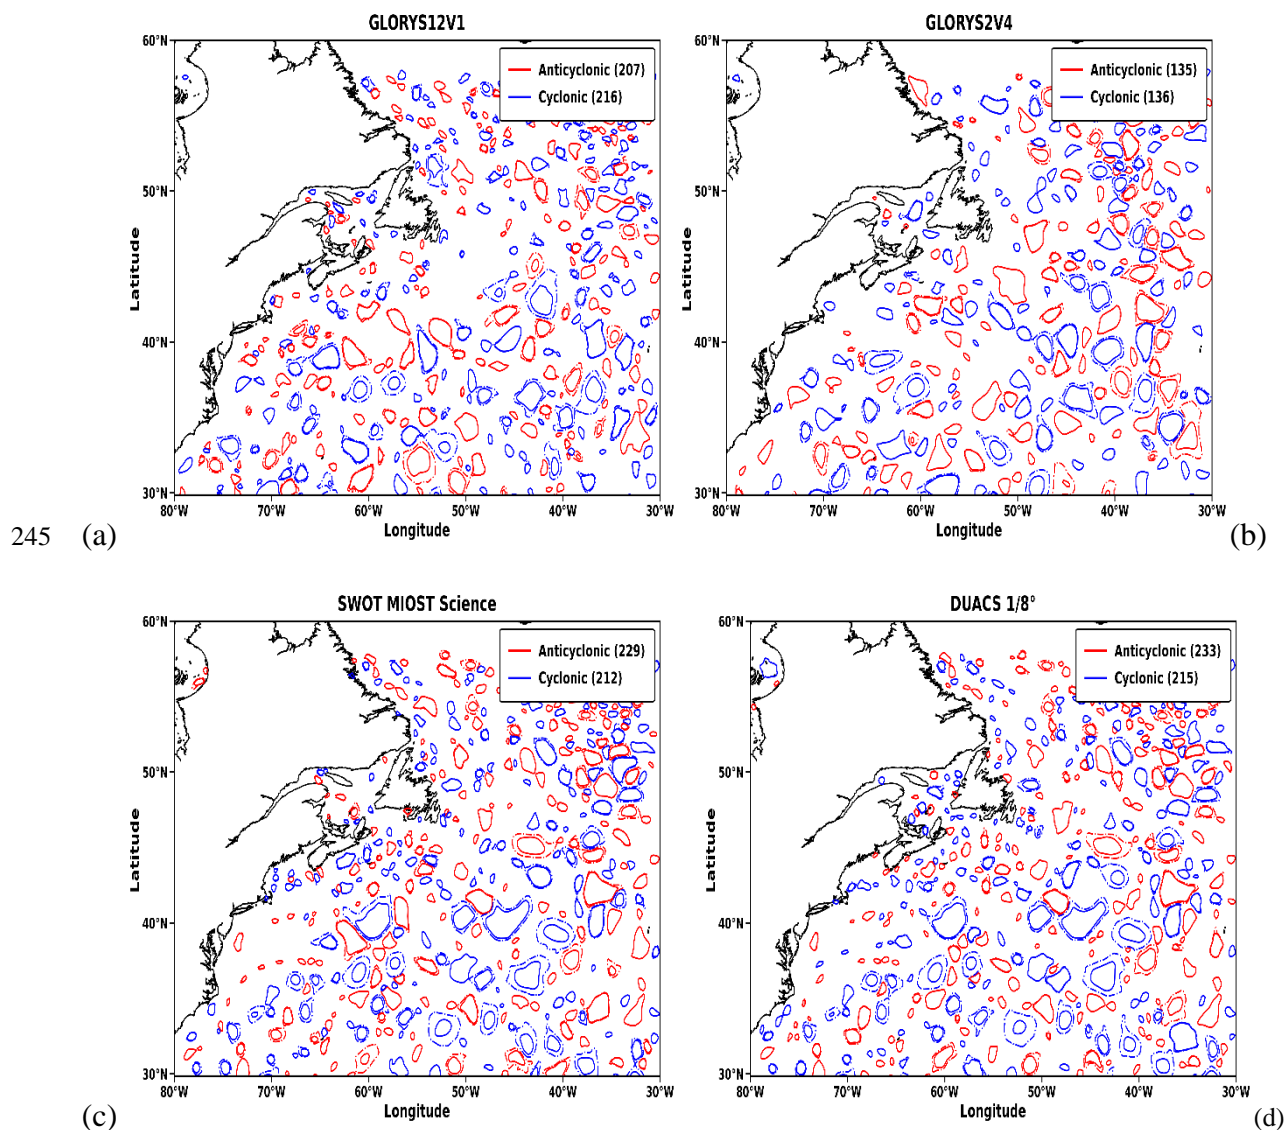 GLORYS12V1
60°N
50°N
40°N
30°N
Latitude
Anticyclonic (207)
Cyclonic (216)
80°W 70°W 60°W 50°W 40°W 30°W
Longitude
GLORYS2V4
60°N
50°N
40°N
30°N
Latitude
Anticyclonic (135)
Cyclonic (136)
80°W 70°W 60°W 50°W 40°W 30°W
Longitude
245 (a) (b)
SWOT MIOST Science
60°N
50°N
40°N
30°N
Latitude
Anticyclonic (229)
Cyclonic (212)
80°W 70°W 60°W 50°W 40°W 30°W
Longitude
DUACS 1/8°
60°N
50°N
40°N
30°N
Latitude
Anticyclonic (233)
Cyclonic (215)
80°W 70°W 60°W 50°W 40°W 30°W
Longitude
(c) (d)